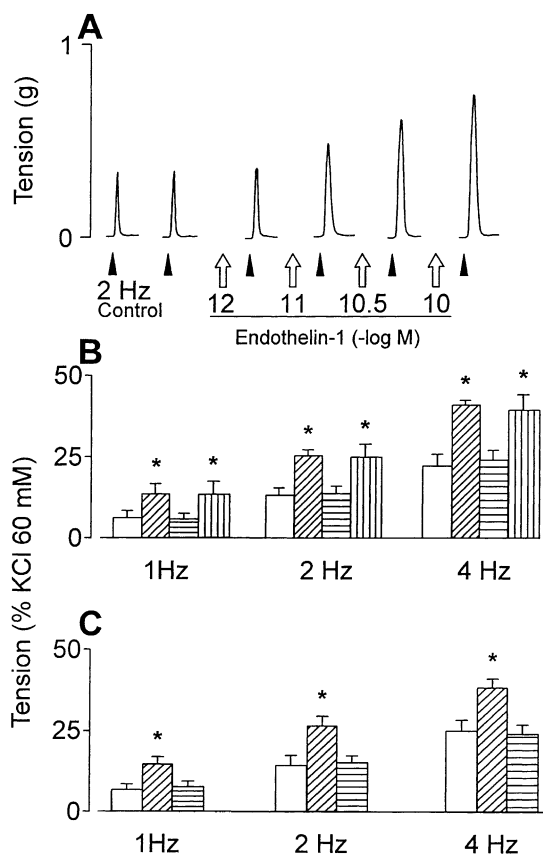 A
1
Tension (g)
0
2 Hz
Control
12 11 10.5 10
Endothelin-1 (-log M)
B
Tension (% KCl 60 mM)
50
* * * * * *
25
0
1Hz 2 Hz 4 Hz
C
50
* * *
25
0
1Hz 2 Hz 4 Hz